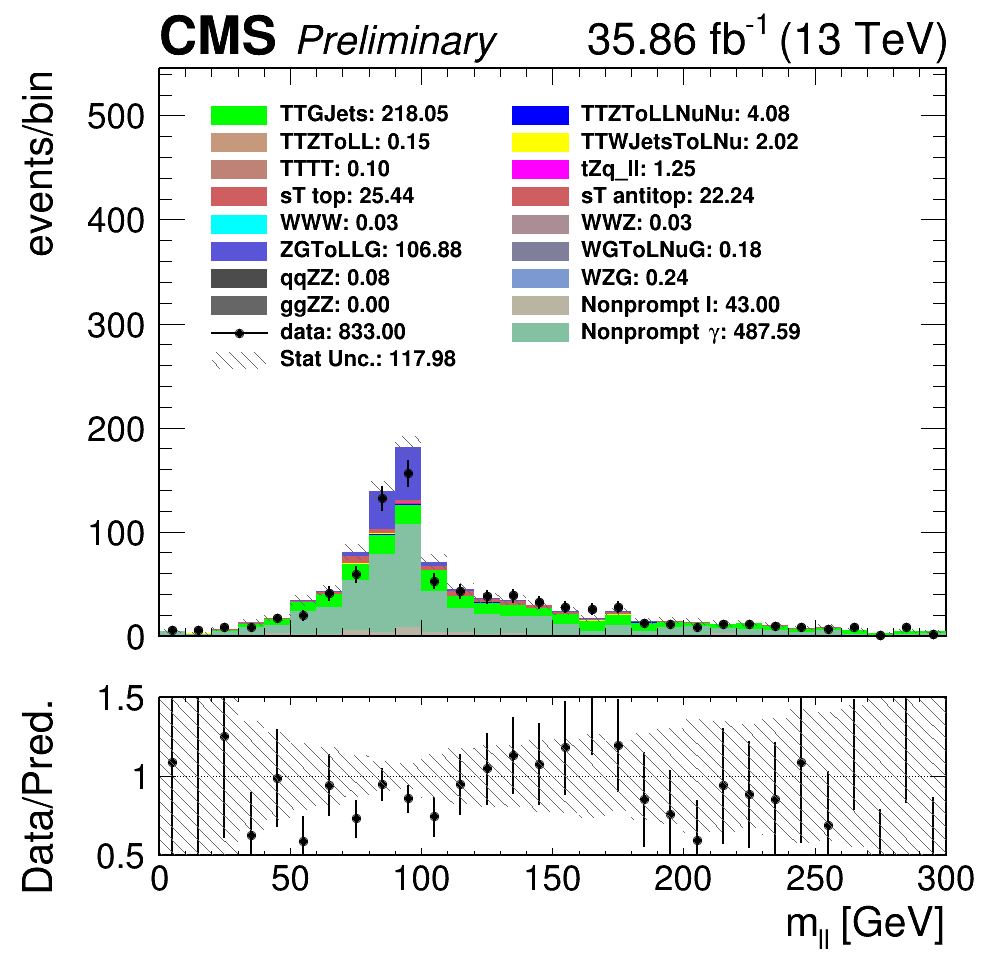 CMS Preliminary 35.86 fb-1 (13 TeV)
events/bin
500
400
300
200
100
0
TTGJets: 218.05
TTZToLL: 0.15
TTTT: 0.10
sT top: 25.44
WWW: 0.03
ZGToLLG: 106.88
qqZZ: 0.08
ggZZ: 0.00
data: 833.00
Stat Unc.: 117.98
TTZToLLNuNu: 4.08
TTWJetsToLNu: 2.02
tZq_ll: 1.25
sT antitop: 22.24
WWZ: 0.03
WGToLNuG: 0.18
WZG: 0.24
Nonprompt l: 43.00
Nonprompt γ: 487.59
Data/Pred.
1.5
1
0.5
0 50 100 150 200 250 300
mll [GeV]